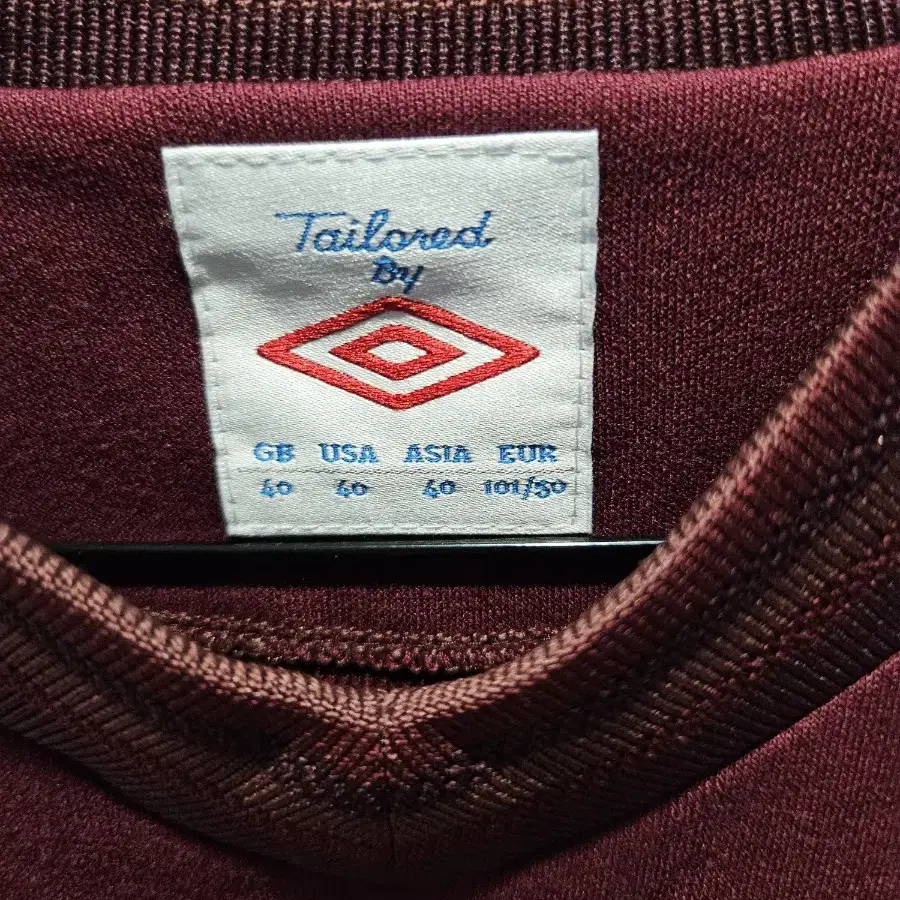 Tailored
By
GB USA ASIA EUR
40 40 40 101/50